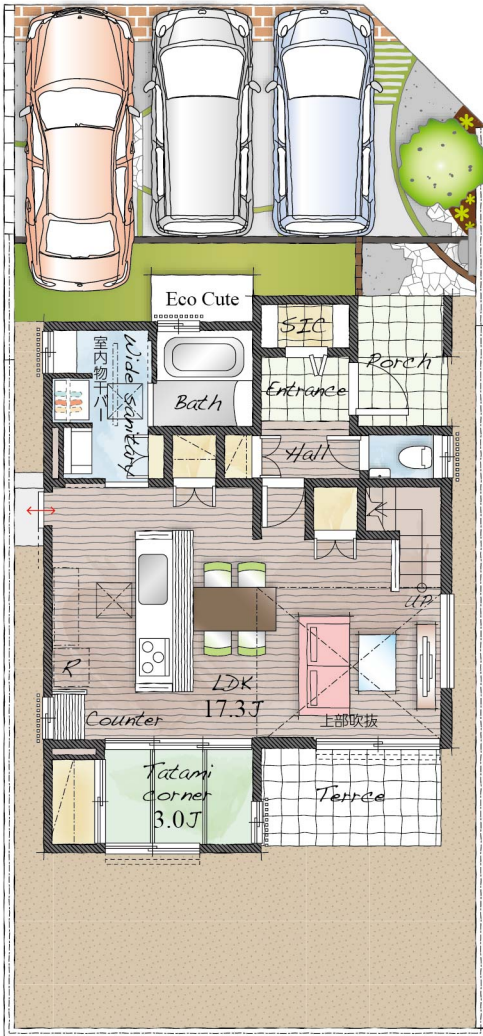 Eco Cute
SIC
Porch
Wide sanitary
室内物干バー
Bath
Entrance
Hall
UP
R
LDK
17.3J
Counter
上部吹抜
Tatami
corner
3.0J
Terrce